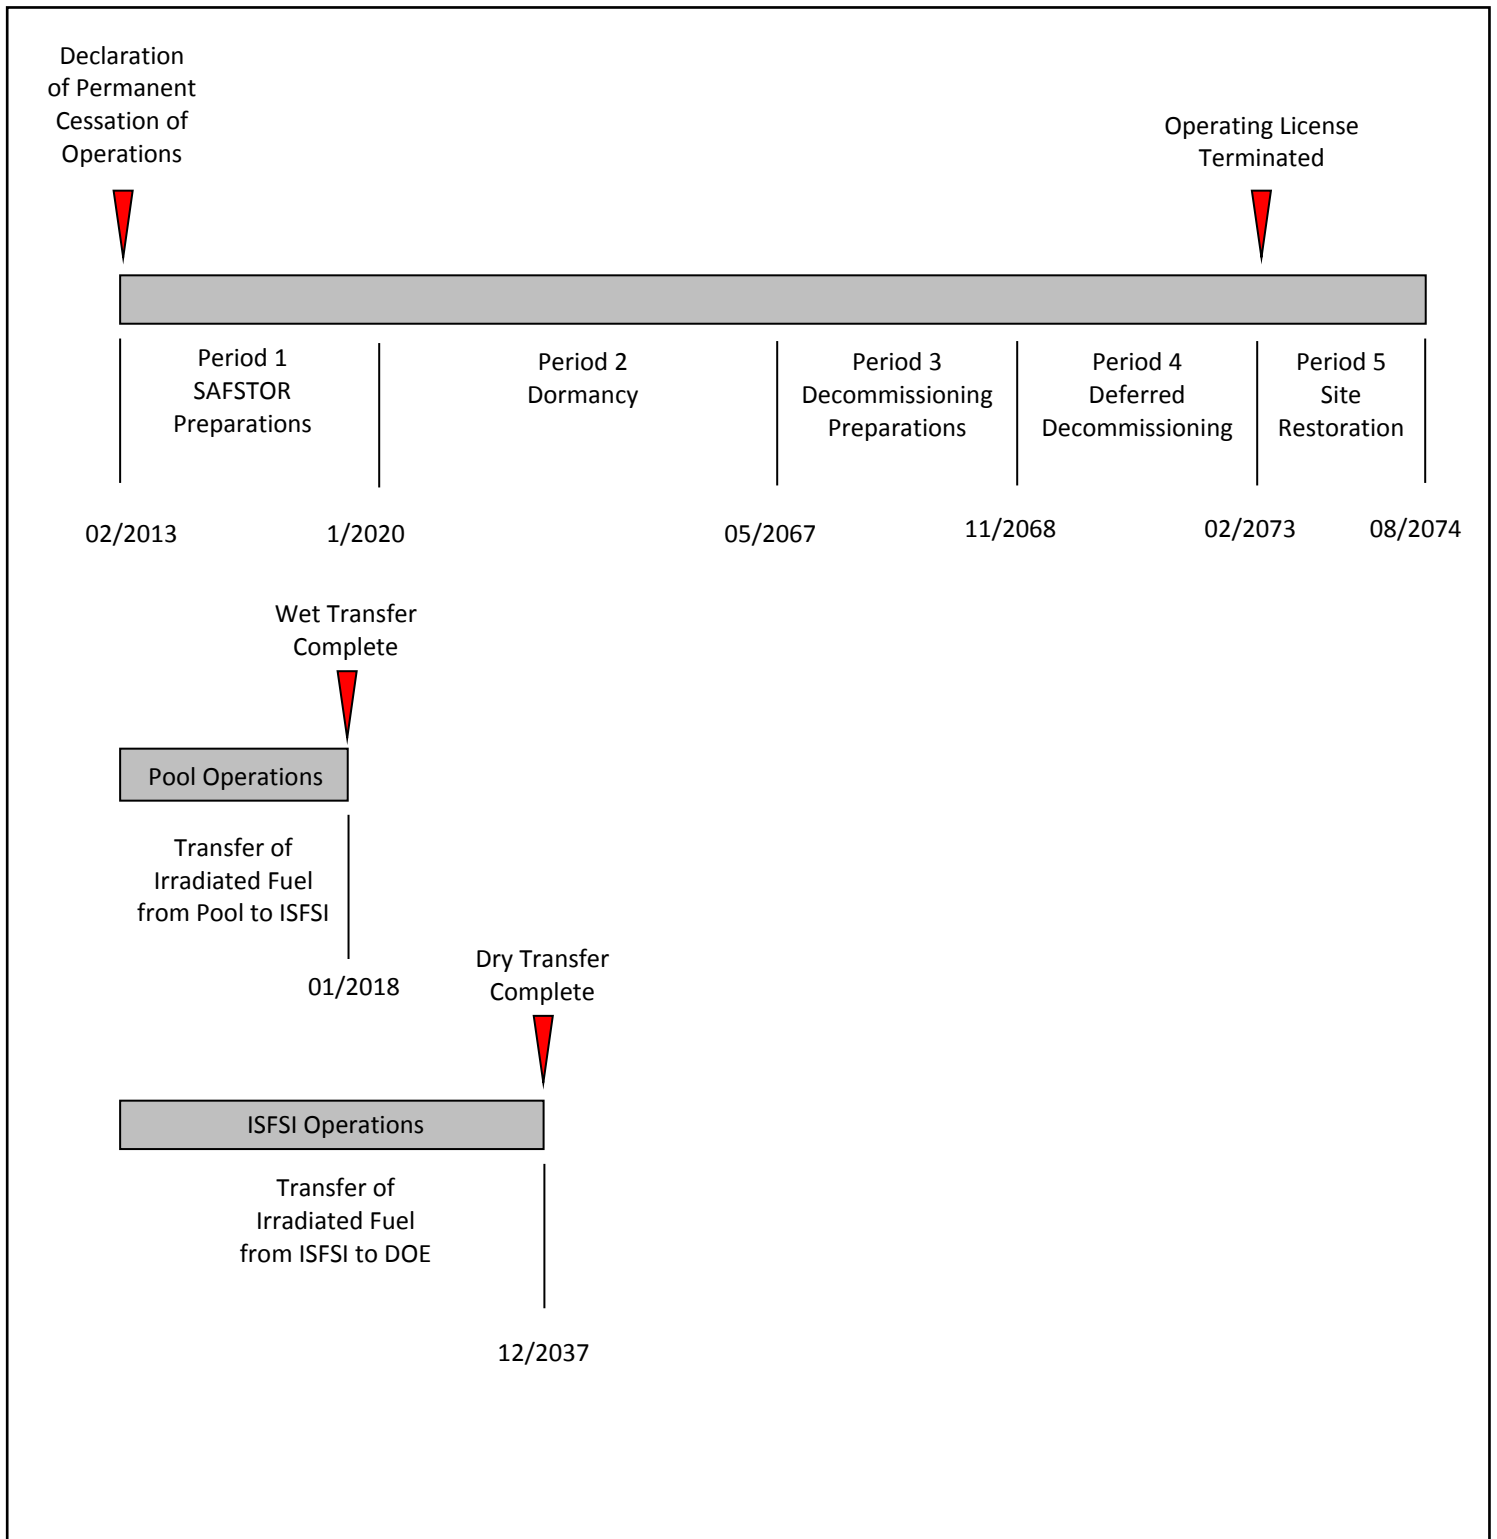 Declaration
of Permanent
Cessation of
Operations
Operating License
Terminated
Period 1
SAFSTOR
Preparations
Period 2
Dormancy
Period 3
Decommissioning
Preparations
Period 4
Deferred
Decommissioning
Period 5
Site
Restoration
02/2013
1/2020
05/2067
11/2068
02/2073
08/2074
Wet Transfer
Complete
Pool Operations
Transfer of
Irradiated Fuel
from Pool to ISFSI
01/2018
Dry Transfer
Complete
ISFSI Operations
Transfer of
Irradiated Fuel
from ISFSI to DOE
12/2037